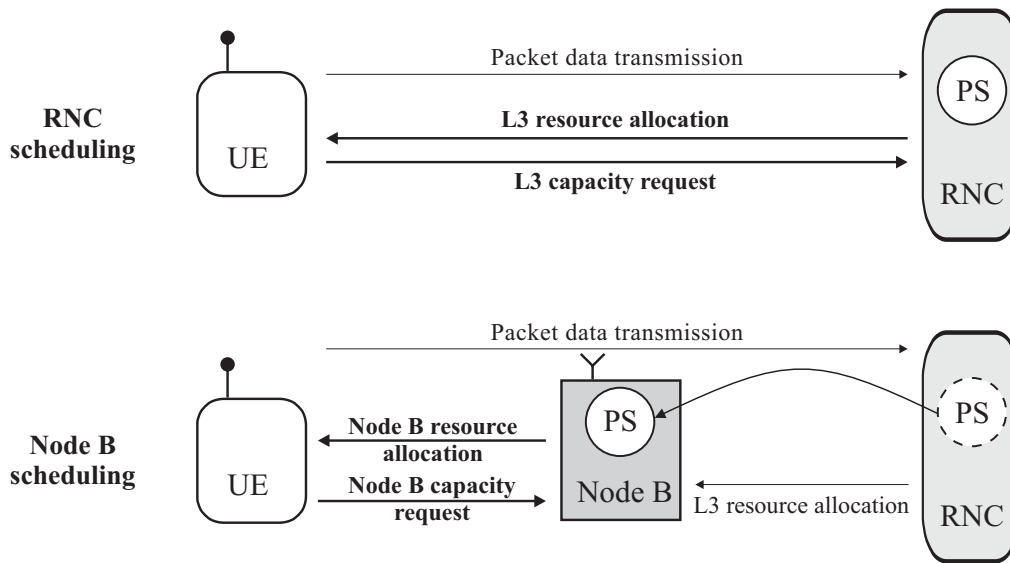 Packet data transmission
PS
RNC
scheduling
L3 resource allocation
UE
L3 capacity request
RNC
Packet data transmission
PS
PS
Node B resource
allocation
Node B
scheduling
UE
Node B capacity
request
Node B
L3 resource allocation
RNC